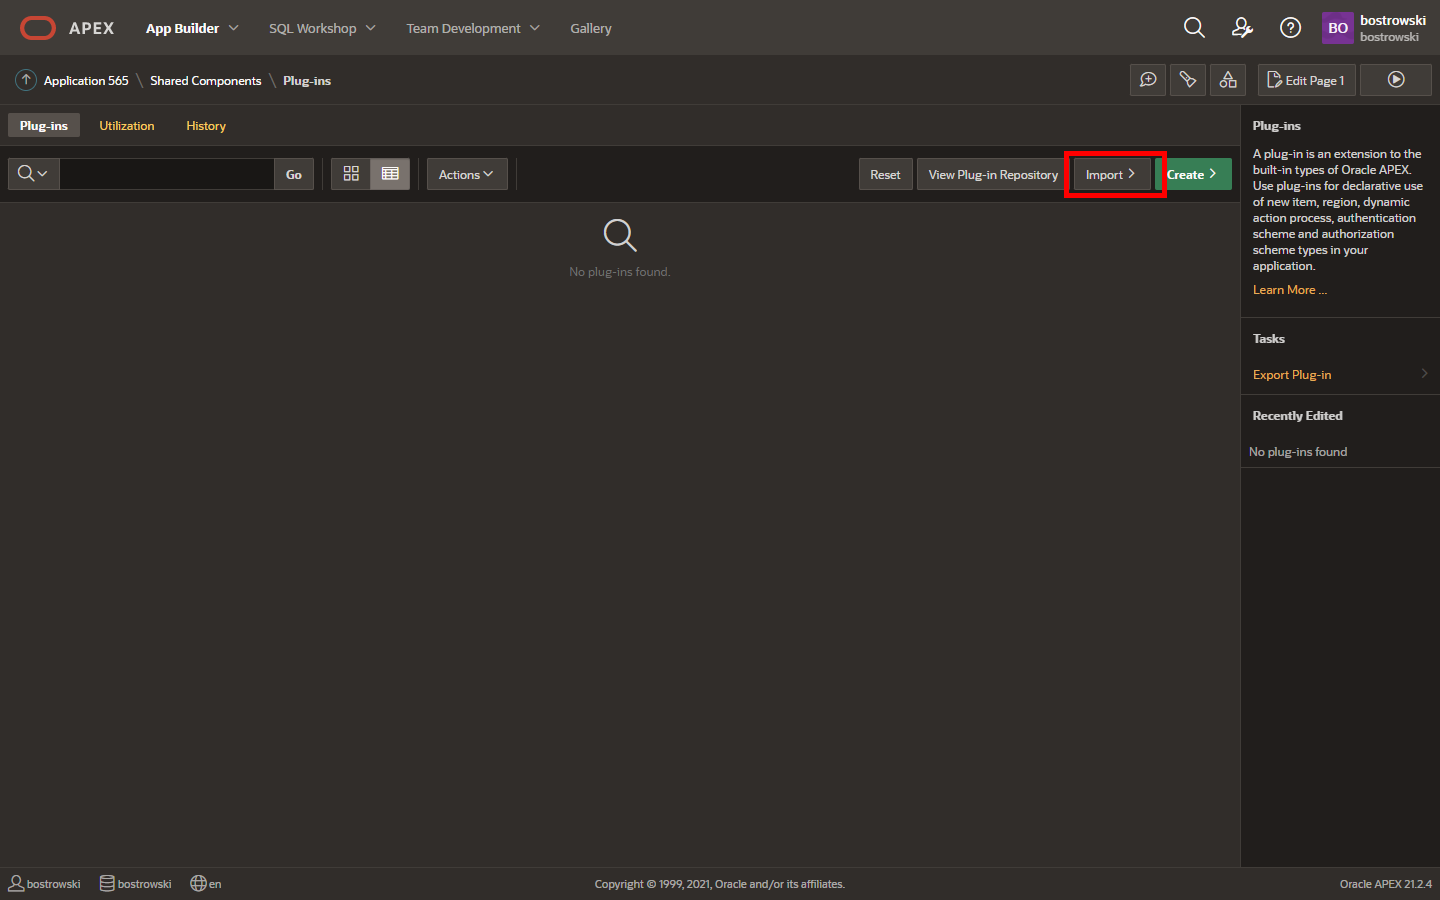 APEX App Builder SQL Workshop Team Development Gallery BO bostrowski
bostrowski
Application 565 \ Shared Components \ Plug-ins Edit Page 1
Plug-ins Utilization History
Go Actions Reset View Plug-in Repository Import > Create >
No plug-ins found.
Plug-ins
A plug-in is an extension to the
built-in types of Oracle APEX.
Use plug-ins for declarative use
of new item, region, dynamic
action process, authentication
scheme and authorization
scheme types in your
application.
Learn More ...
Tasks
Export Plug-in
Recently Edited
No plug-ins found
bostrowski bostrowski en Copyright © 1999, 2021, Oracle and/or its affiliates. Oracle APEX 21.2.4